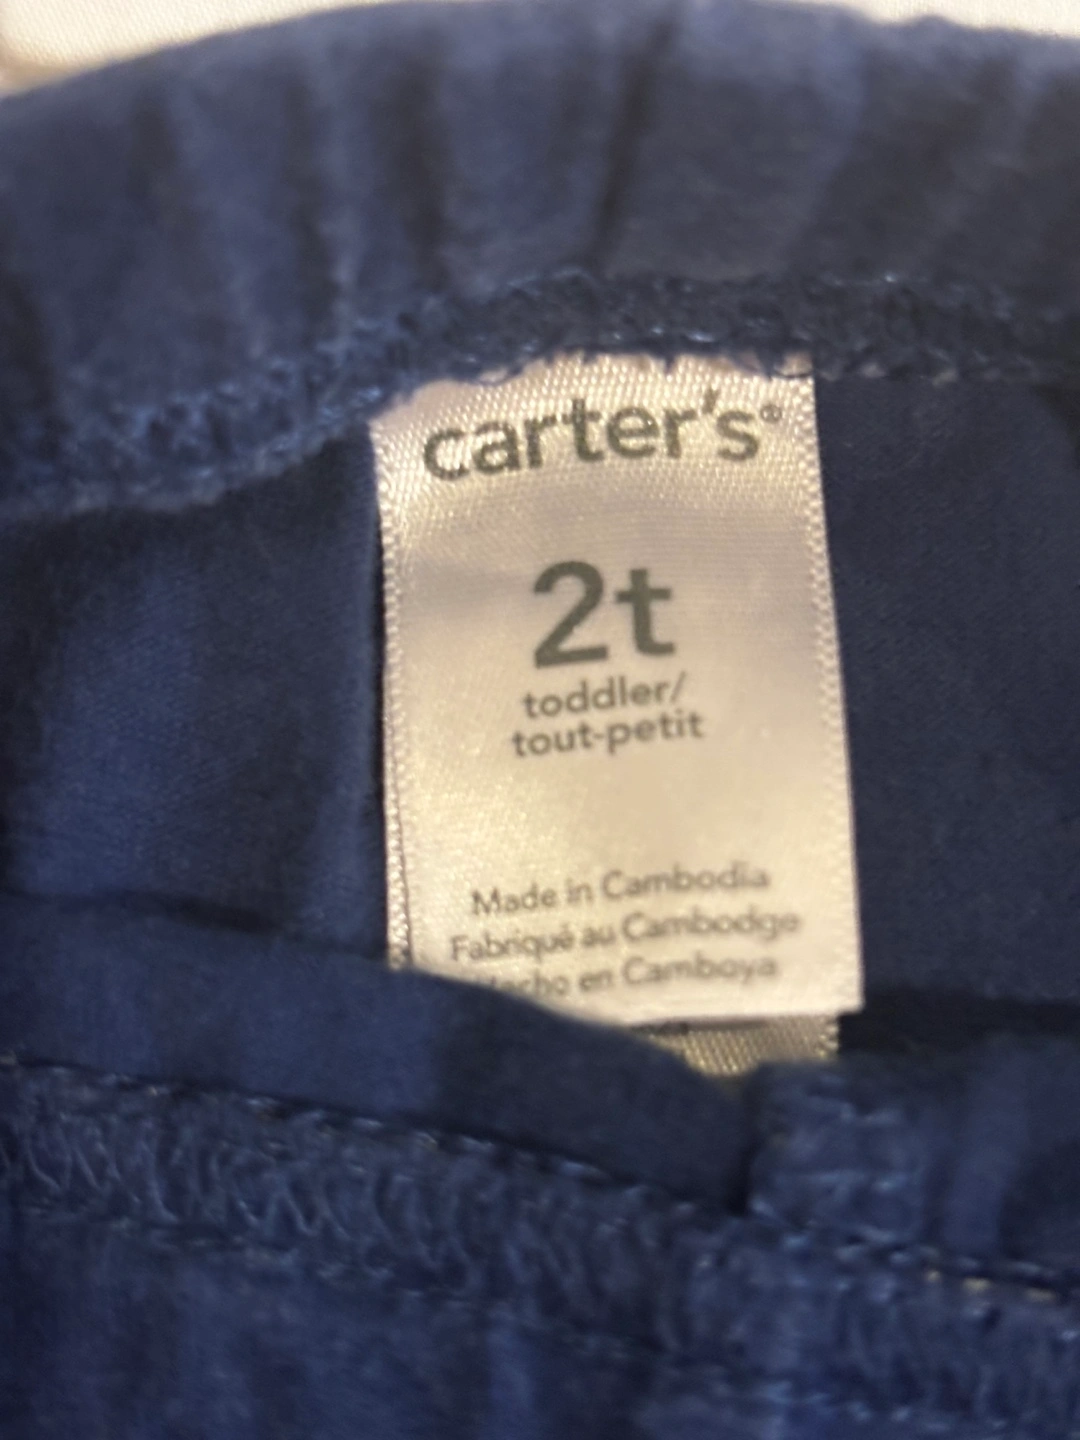 carter's®
2t
toddler/
tout-petit
Made in Cambodia
Fabriqué au Cambodge
en Camboya